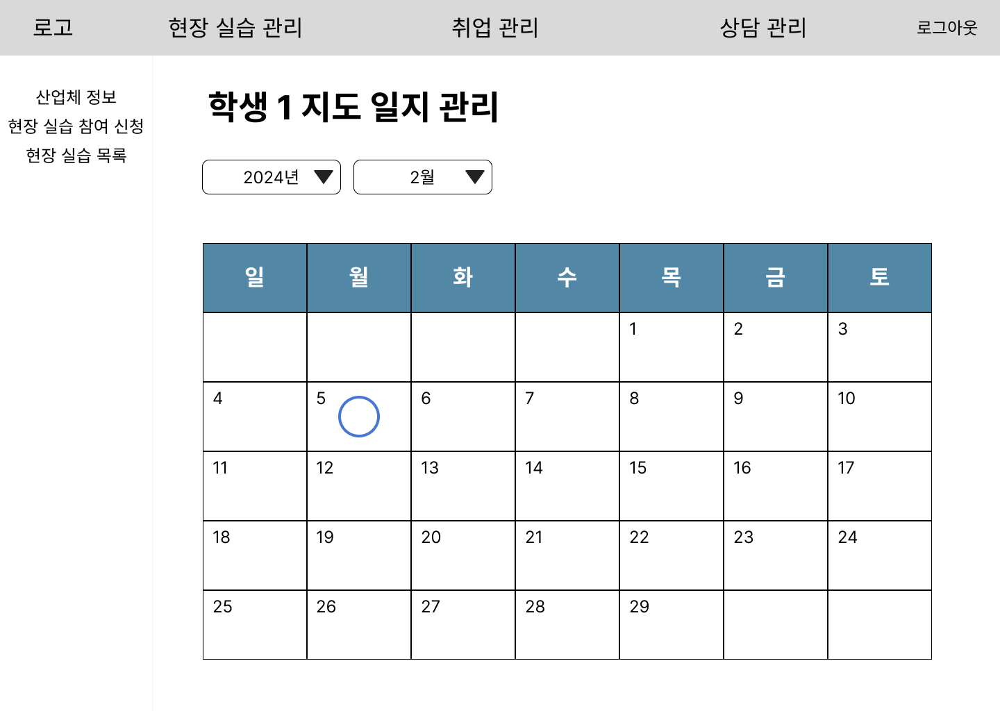 로고 현장 실습 관리 취업 관리 상담 관리 로그아웃
산업체 정보
현장 실습 참여 신청
현장 실습 목록
학생 1 지도 일지 관리
2024년 2월
일 월 화 수 목 금 토
1 2 3
4 5 6 7 8 9 10
11 12 13 14 15 16 17
18 19 20 21 22 23 24
25 26 27 28 29